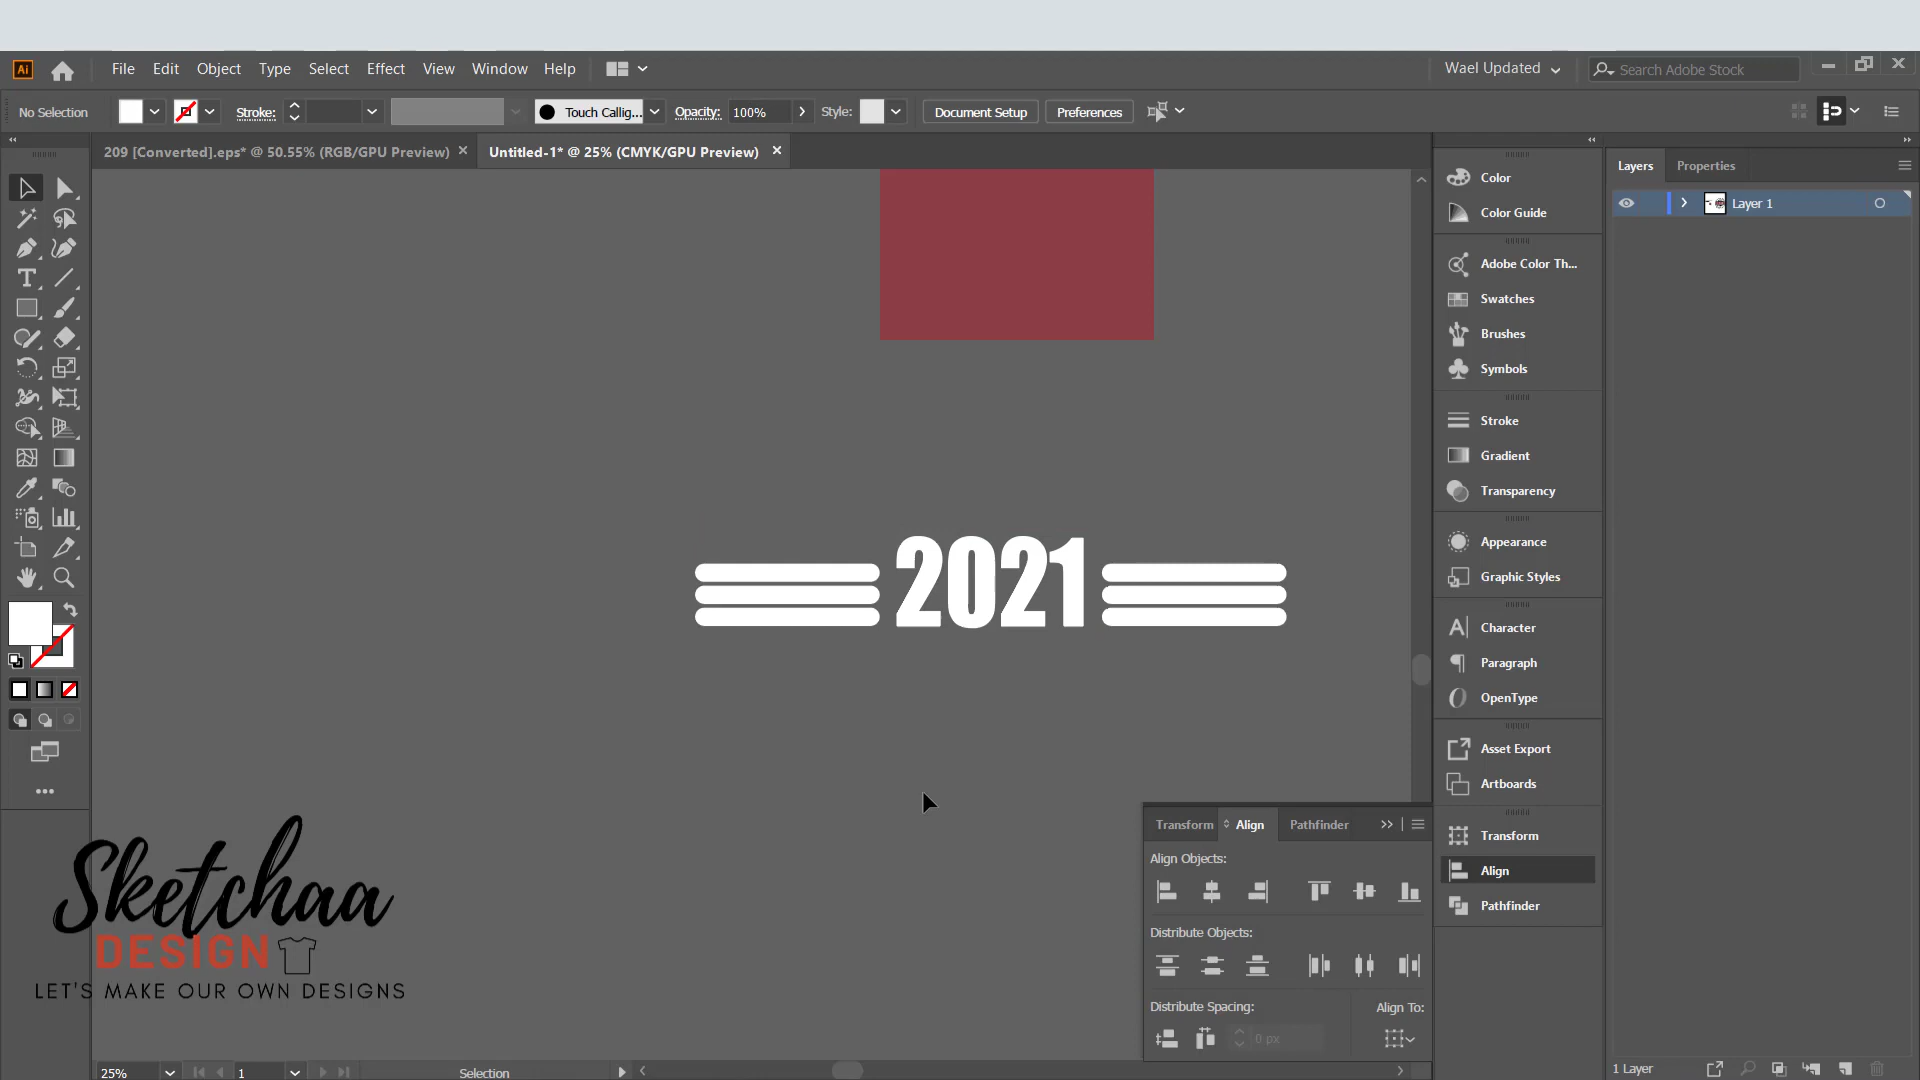 Ai File Edit Object Type Select Effect View Window Help Wael Updated Search Adobe Stock
No Selection Stroke: Touch Callig... Opacity: 100% Style: Document Setup Preferences
209 [Converted].eps* @ 50.55% (RGB/GPU Preview) Untitled-1* @ 25% (CMYK/GPU Preview)
Layers Properties
Layer 1
Color
Color Guide
Adobe Color Th...
Swatches
Brushes
Symbols
Stroke
Gradient
Transparency
Appearance
Graphic Styles
Character
Paragraph
OpenType
Asset Export
Artboards
Transform
Align
Pathfinder
2021
Transform Align Pathfinder
Align Objects:
Distribute Objects:
Distribute Spacing: Align To:
0 px
Sketchaa
DESIGN
LET'S MAKE OUR OWN DESIGNS
25% 1 Selection
1 Layer